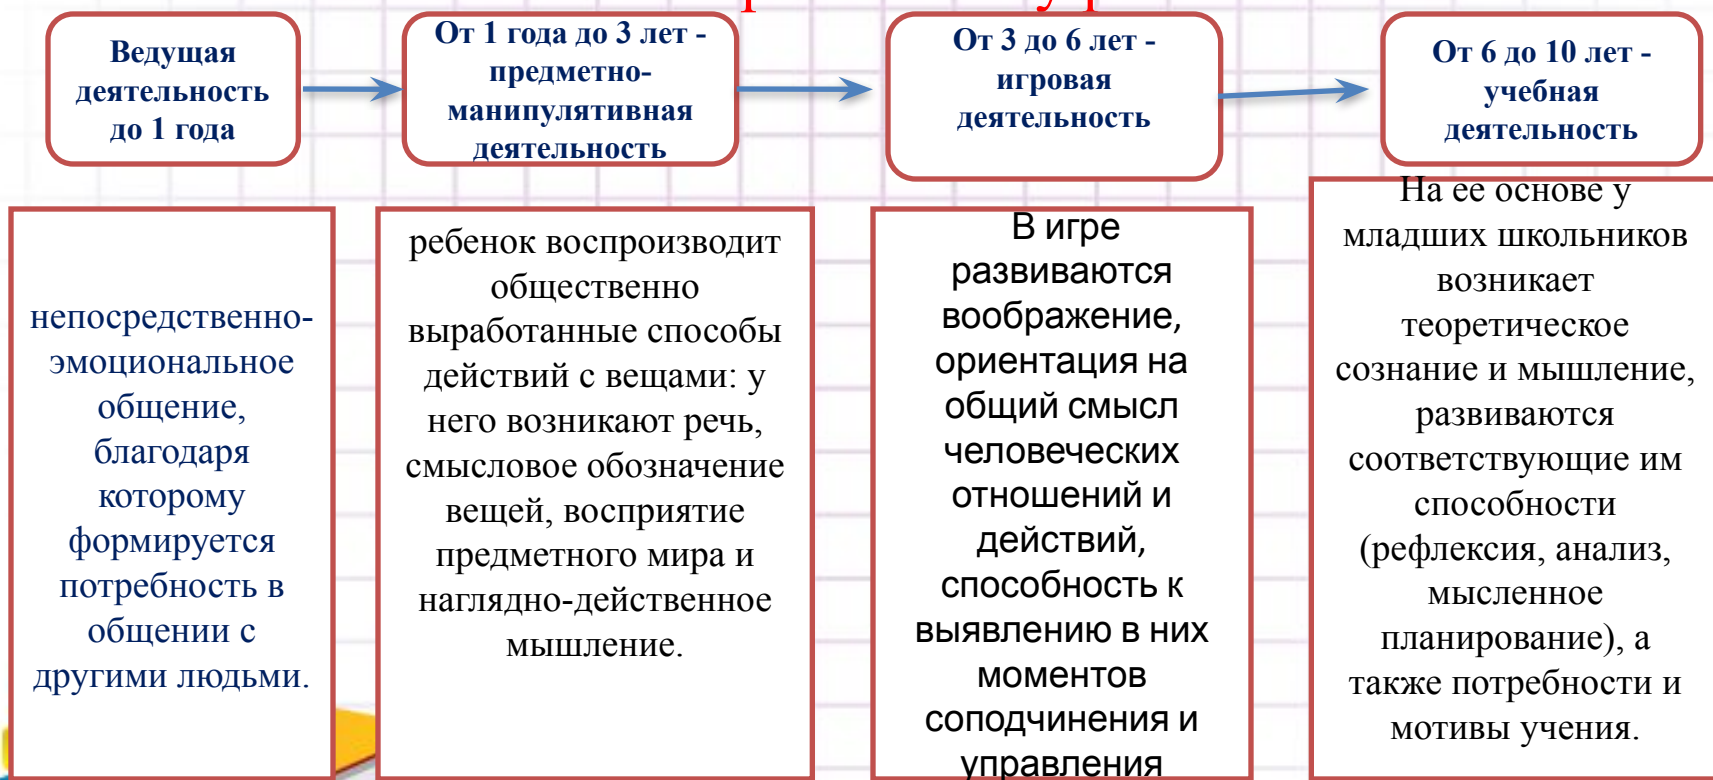 Ведущая
деятельность
до 1 года
От 1 года до 3 лет -
предметно-
манипулятивная
деятельность
От 3 до 6 лет -
игровая
деятельность
От 6 до 10 лет -
учебная
деятельность
непосредственно-
эмоциональное
общение,
благодаря
которому
формируется
потребность в
общении с
другими людьми.
ребенок воспроизводит
общественно
выработанные способы
действий с вещами: у
него возникают речь,
смысловое обозначение
вещей, восприятие
предметного мира и
наглядно-действенное
мышление.
В игре
развиваются
воображение,
ориентация на
общий смысл
человеческих
отношений и
действий,
способность к
выявлению в них
моментов
соподчинения и
управления
На ее основе у
младших школьников
возникает
теоретическое
сознание и мышление,
развиваются
соответствующие им
способности
(рефлексия, анализ,
мысленное
планирование), а
также потребности и
мотивы учения.